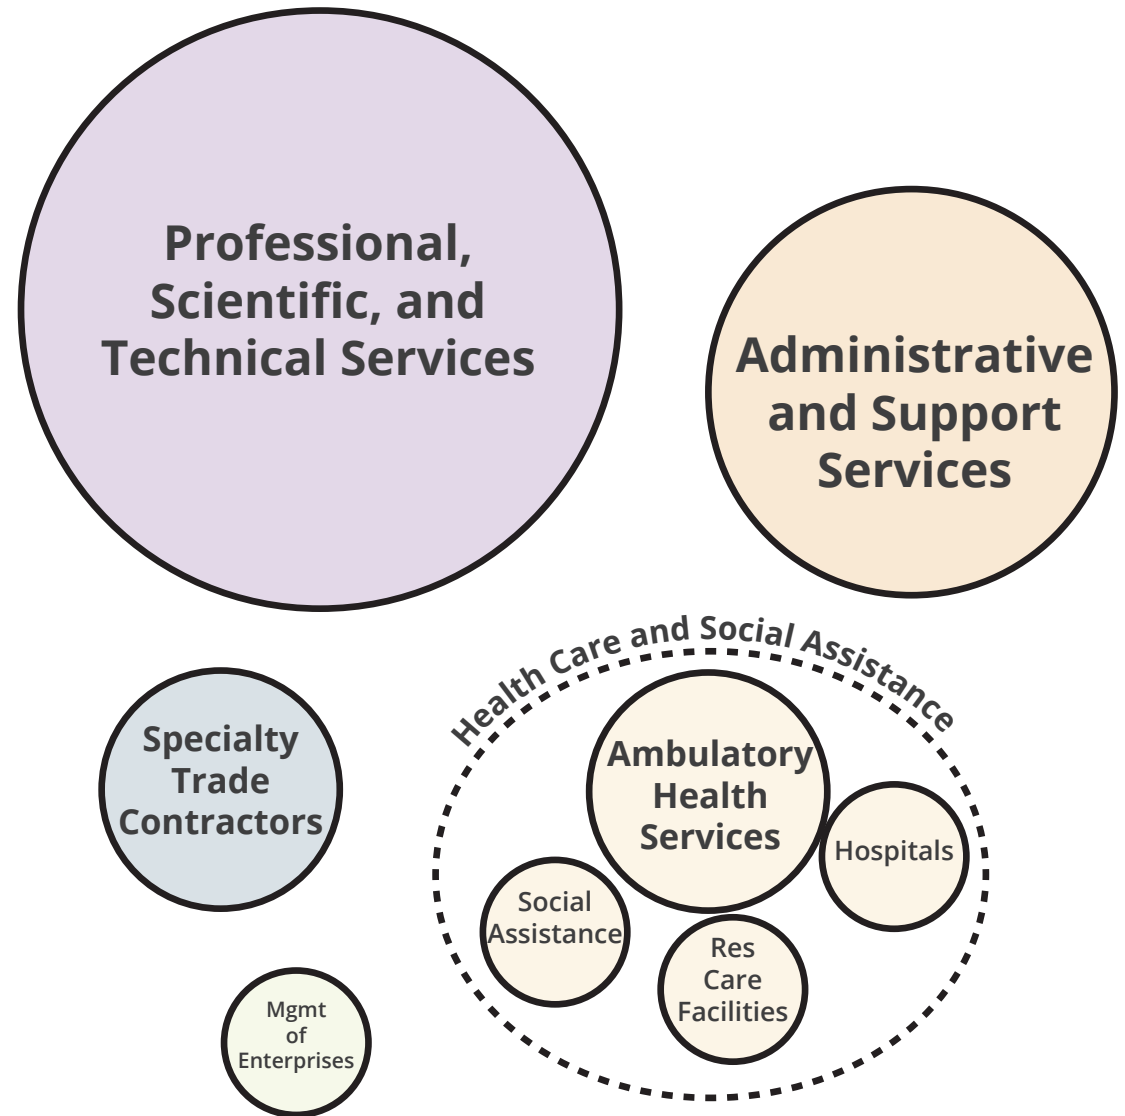 Professional,
Scientific, and
Technical Services
Administrative
and Support
Services
Health Care and Social Assistance
Specialty
Trade
Contractors
Ambulatory
Health
Services
Hospitals
Social
Assistance
Res
Care
Facilities
Mgmt
of
Enterprises